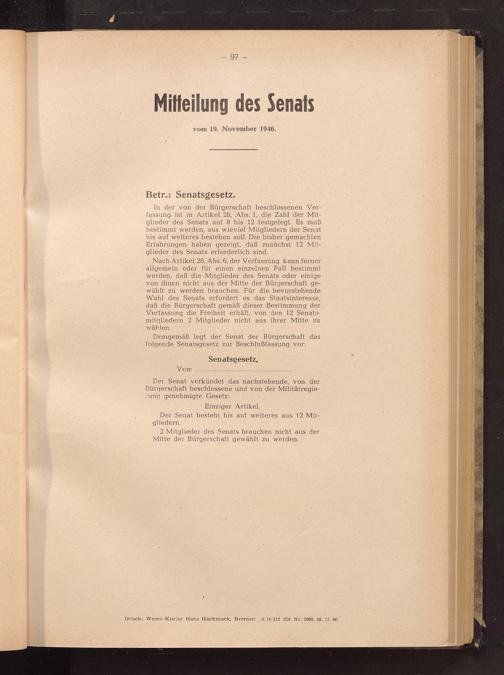 — 97 —
Mitteilung des Senats
vom 19. November 1946.
Betr.: Senatsgesetz.
In der von der Bürgerschaft beschlossenen Ver-
fassung ist in Artikel 28, Abs. 1, die Zahl der Mit-
glieder des Senats auf 8 bis 12 festgelegt. Es muß
bestimmt werden, aus wieviel Mitgliedern der Senat
bis auf weiteres bestehen soll. Die bisher gemachten
Erfahrungen haben gezeigt, daß zunächst 12 Mit-
glieder des Senats erforderlich sind.
Nach Artikel 28, Abs. 6, der Verfassung kann ferner
allgemein oder für einen einzelnen Fall bestimmt
werden, daß die Mitglieder des Senats oder einige
von ihnen nicht aus der Mitte der Bürgerschaft ge-
wählt zu werden brauchen. Für die bevorstehende
Wahl des Senats erfordert es das Staatsinteresse,
daß die Bürgerschaft gemäß dieser Bestimmung der
Verfassung die Freiheit erhält, von den 12 Senats-
mitgliedern 2 Mitglieder nicht aus ihrer Mitte zu
wählen.
Demgemäß legt der Senat der Bürgerschaft das
folgende Senatsgesetz zur Beschlußfassung vor:
Senatsgesetz.
Vom
Der Senat verkündet das nachstehende, von der
Bürgerschaft beschlossene und von der Militärregie-
rung genehmigte Gesetz:
Einziger Artikel.
Der Senat besteht bis auf weiteres aus 12 Mit-
gliedern.
2 Mitglieder des Senats brauchen nicht aus der
Mitte der Bürgerschaft gewählt zu werden.
Druck: Weser-Kurier Hans Hackmack, Bremen